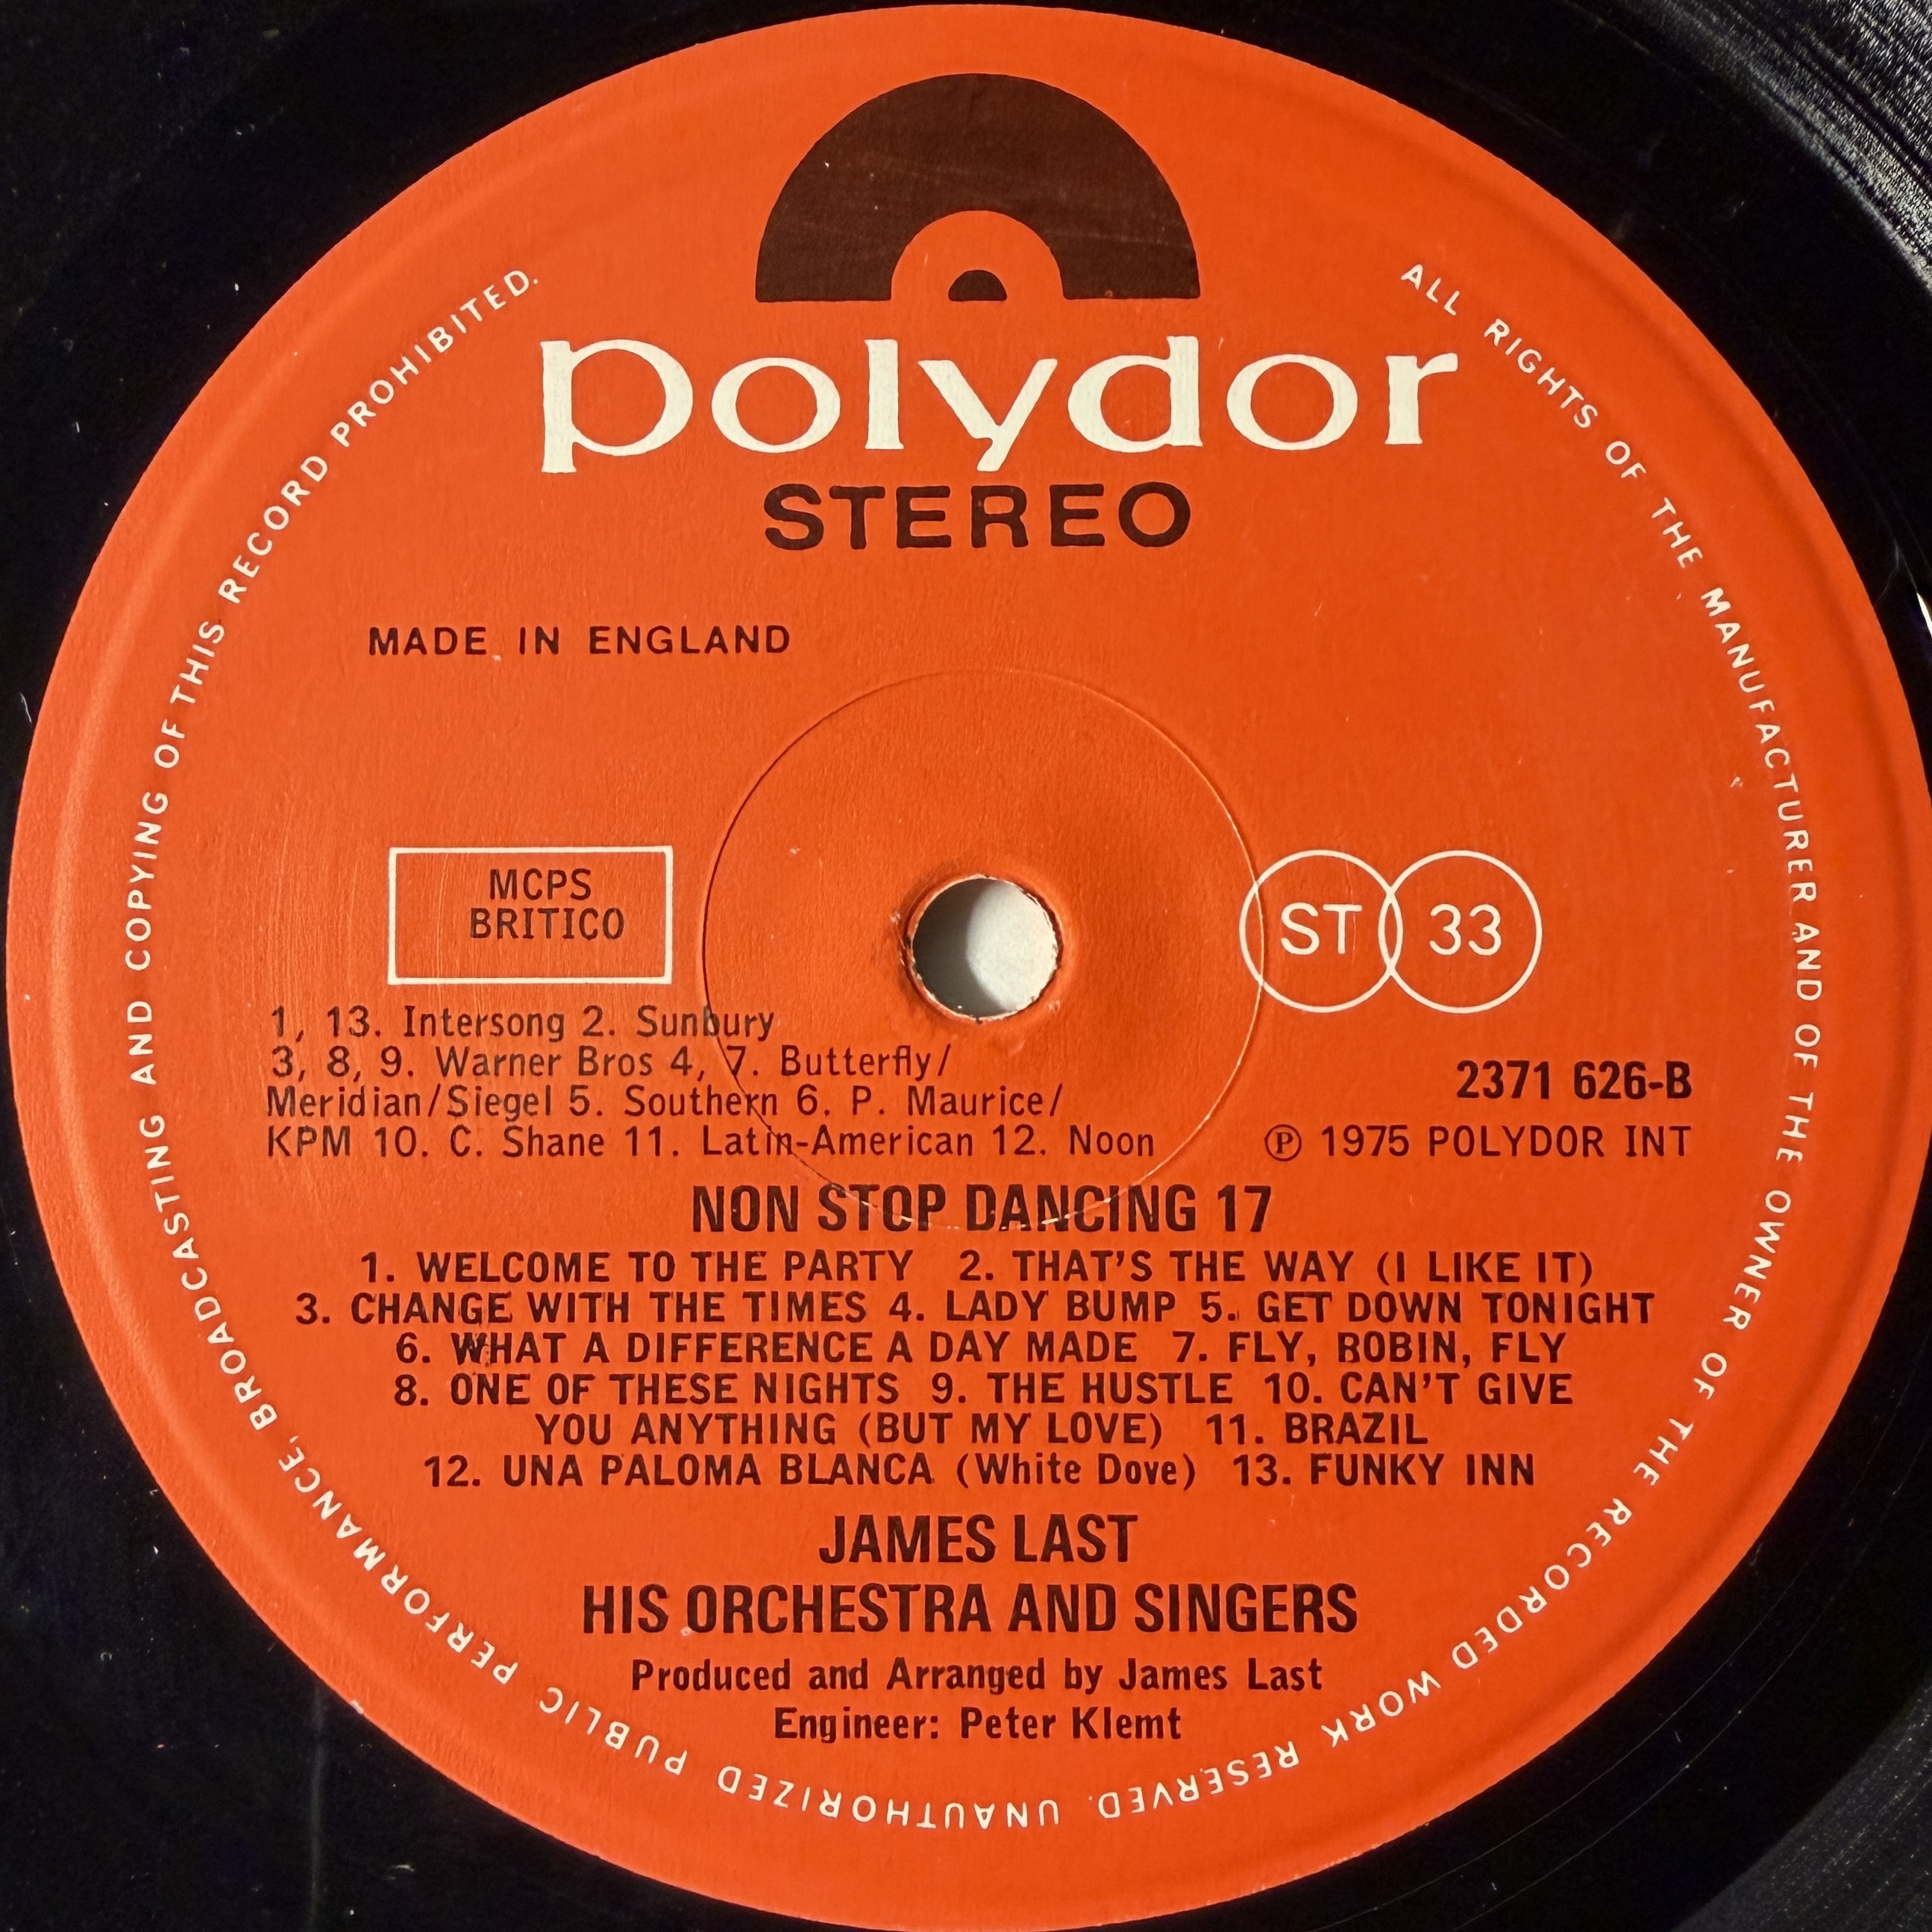 polydor
STEREO
MADE IN ENGLAND
MCPS
BRITICO
ST 33
1, 13. Intersong 2. Sunbury
3, 8, 9. Warner Bros 4, 7. Butterfly/
Meridian/Siegel 5. Southern 6. P. Maurice/
KPM 10. C. Shane 11. Latin-American 12. Noon
2371 626-B
℗ 1975 POLYDOR INT
NON STOP DANCING 17
1. WELCOME TO THE PARTY 2. THAT'S THE WAY (I LIKE IT)
3. CHANGE WITH THE TIMES 4. LADY BUMP 5. GET DOWN TONIGHT
6. WHAT A DIFFERENCE A DAY MADE 7. FLY, ROBIN, FLY
8. ONE OF THESE NIGHTS 9. THE HUSTLE 10. CAN'T GIVE
YOU ANYTHING (BUT MY LOVE) 11. BRAZIL
12. UNA PALOMA BLANCA (White Dove) 13. FUNKY INN
JAMES LAST
HIS ORCHESTRA AND SINGERS
Produced and Arranged by James Last
Engineer: Peter Klemt
ALL RIGHTS OF THE MANUFACTURER AND OF THE OWNER OF THE RECORDED WORK RESERVED. UNAUTHORIZED PUBLIC PERFORMANCE, BROADCASTING AND COPYING OF THIS RECORD PROHIBITED.